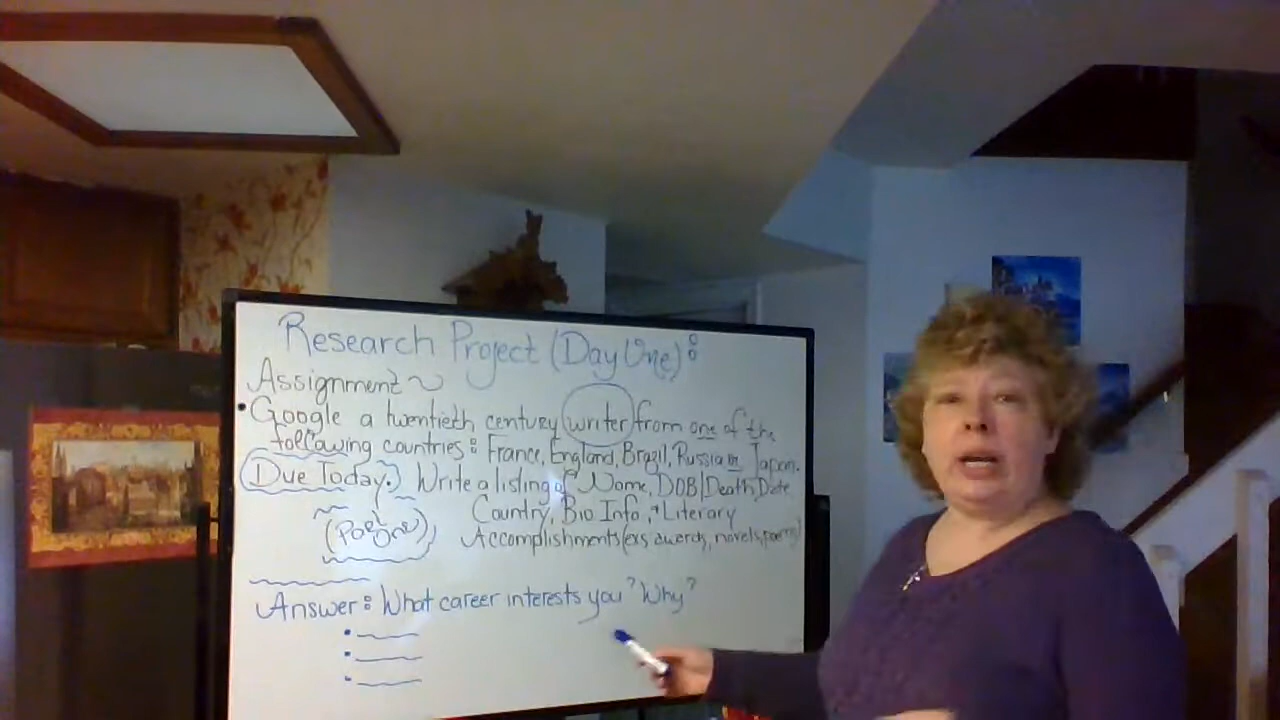 Research Project (Day One):
Assignment ~
• Google a twentieth century writer from one of the
following countries: France, England, Brazil, Russia or Japan.
Due Today: Write a listing of Name, DOB/Death Date
Country, Bio Info, + Literary
(Part One) Accomplishments (exs, awards, novels, poems)
Answer: What career interests you? Why?